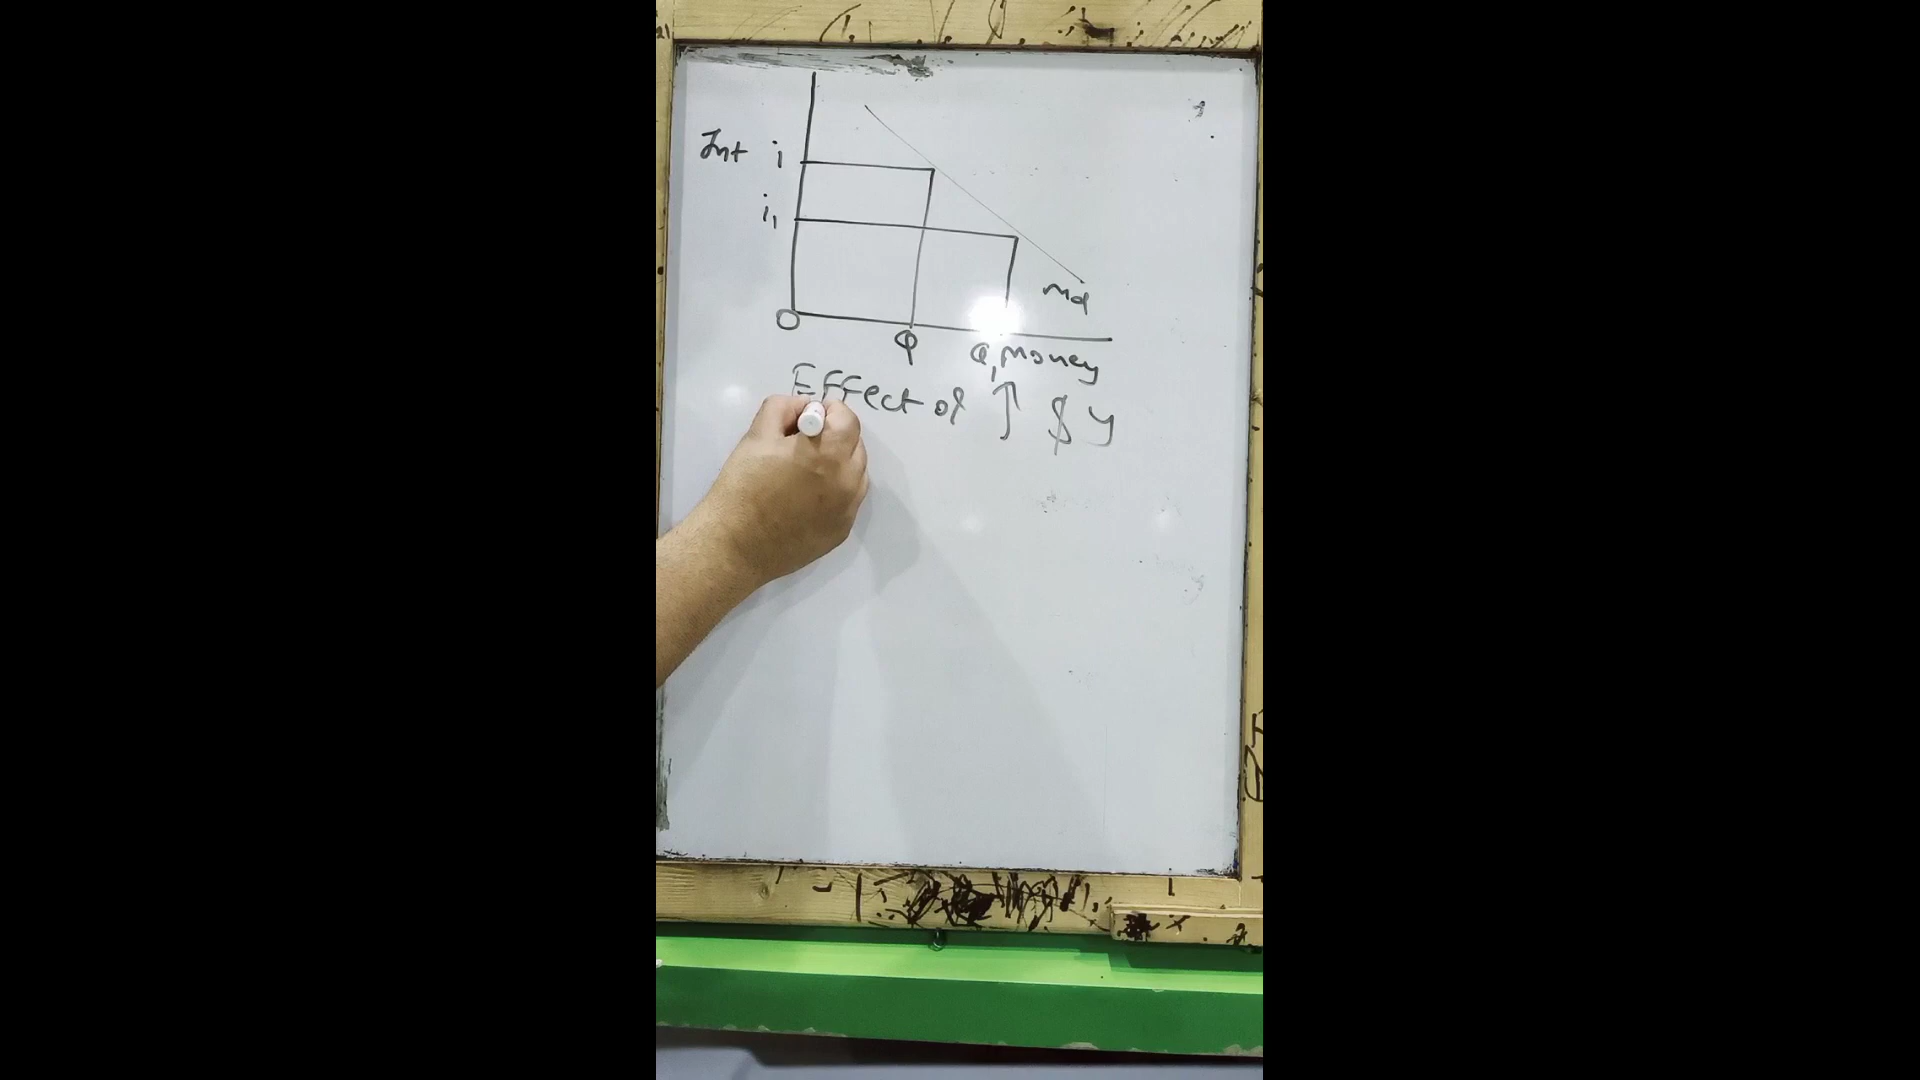 Int i
i₁
Md
O
Q Q₁ money
Effect of ↑ $ y